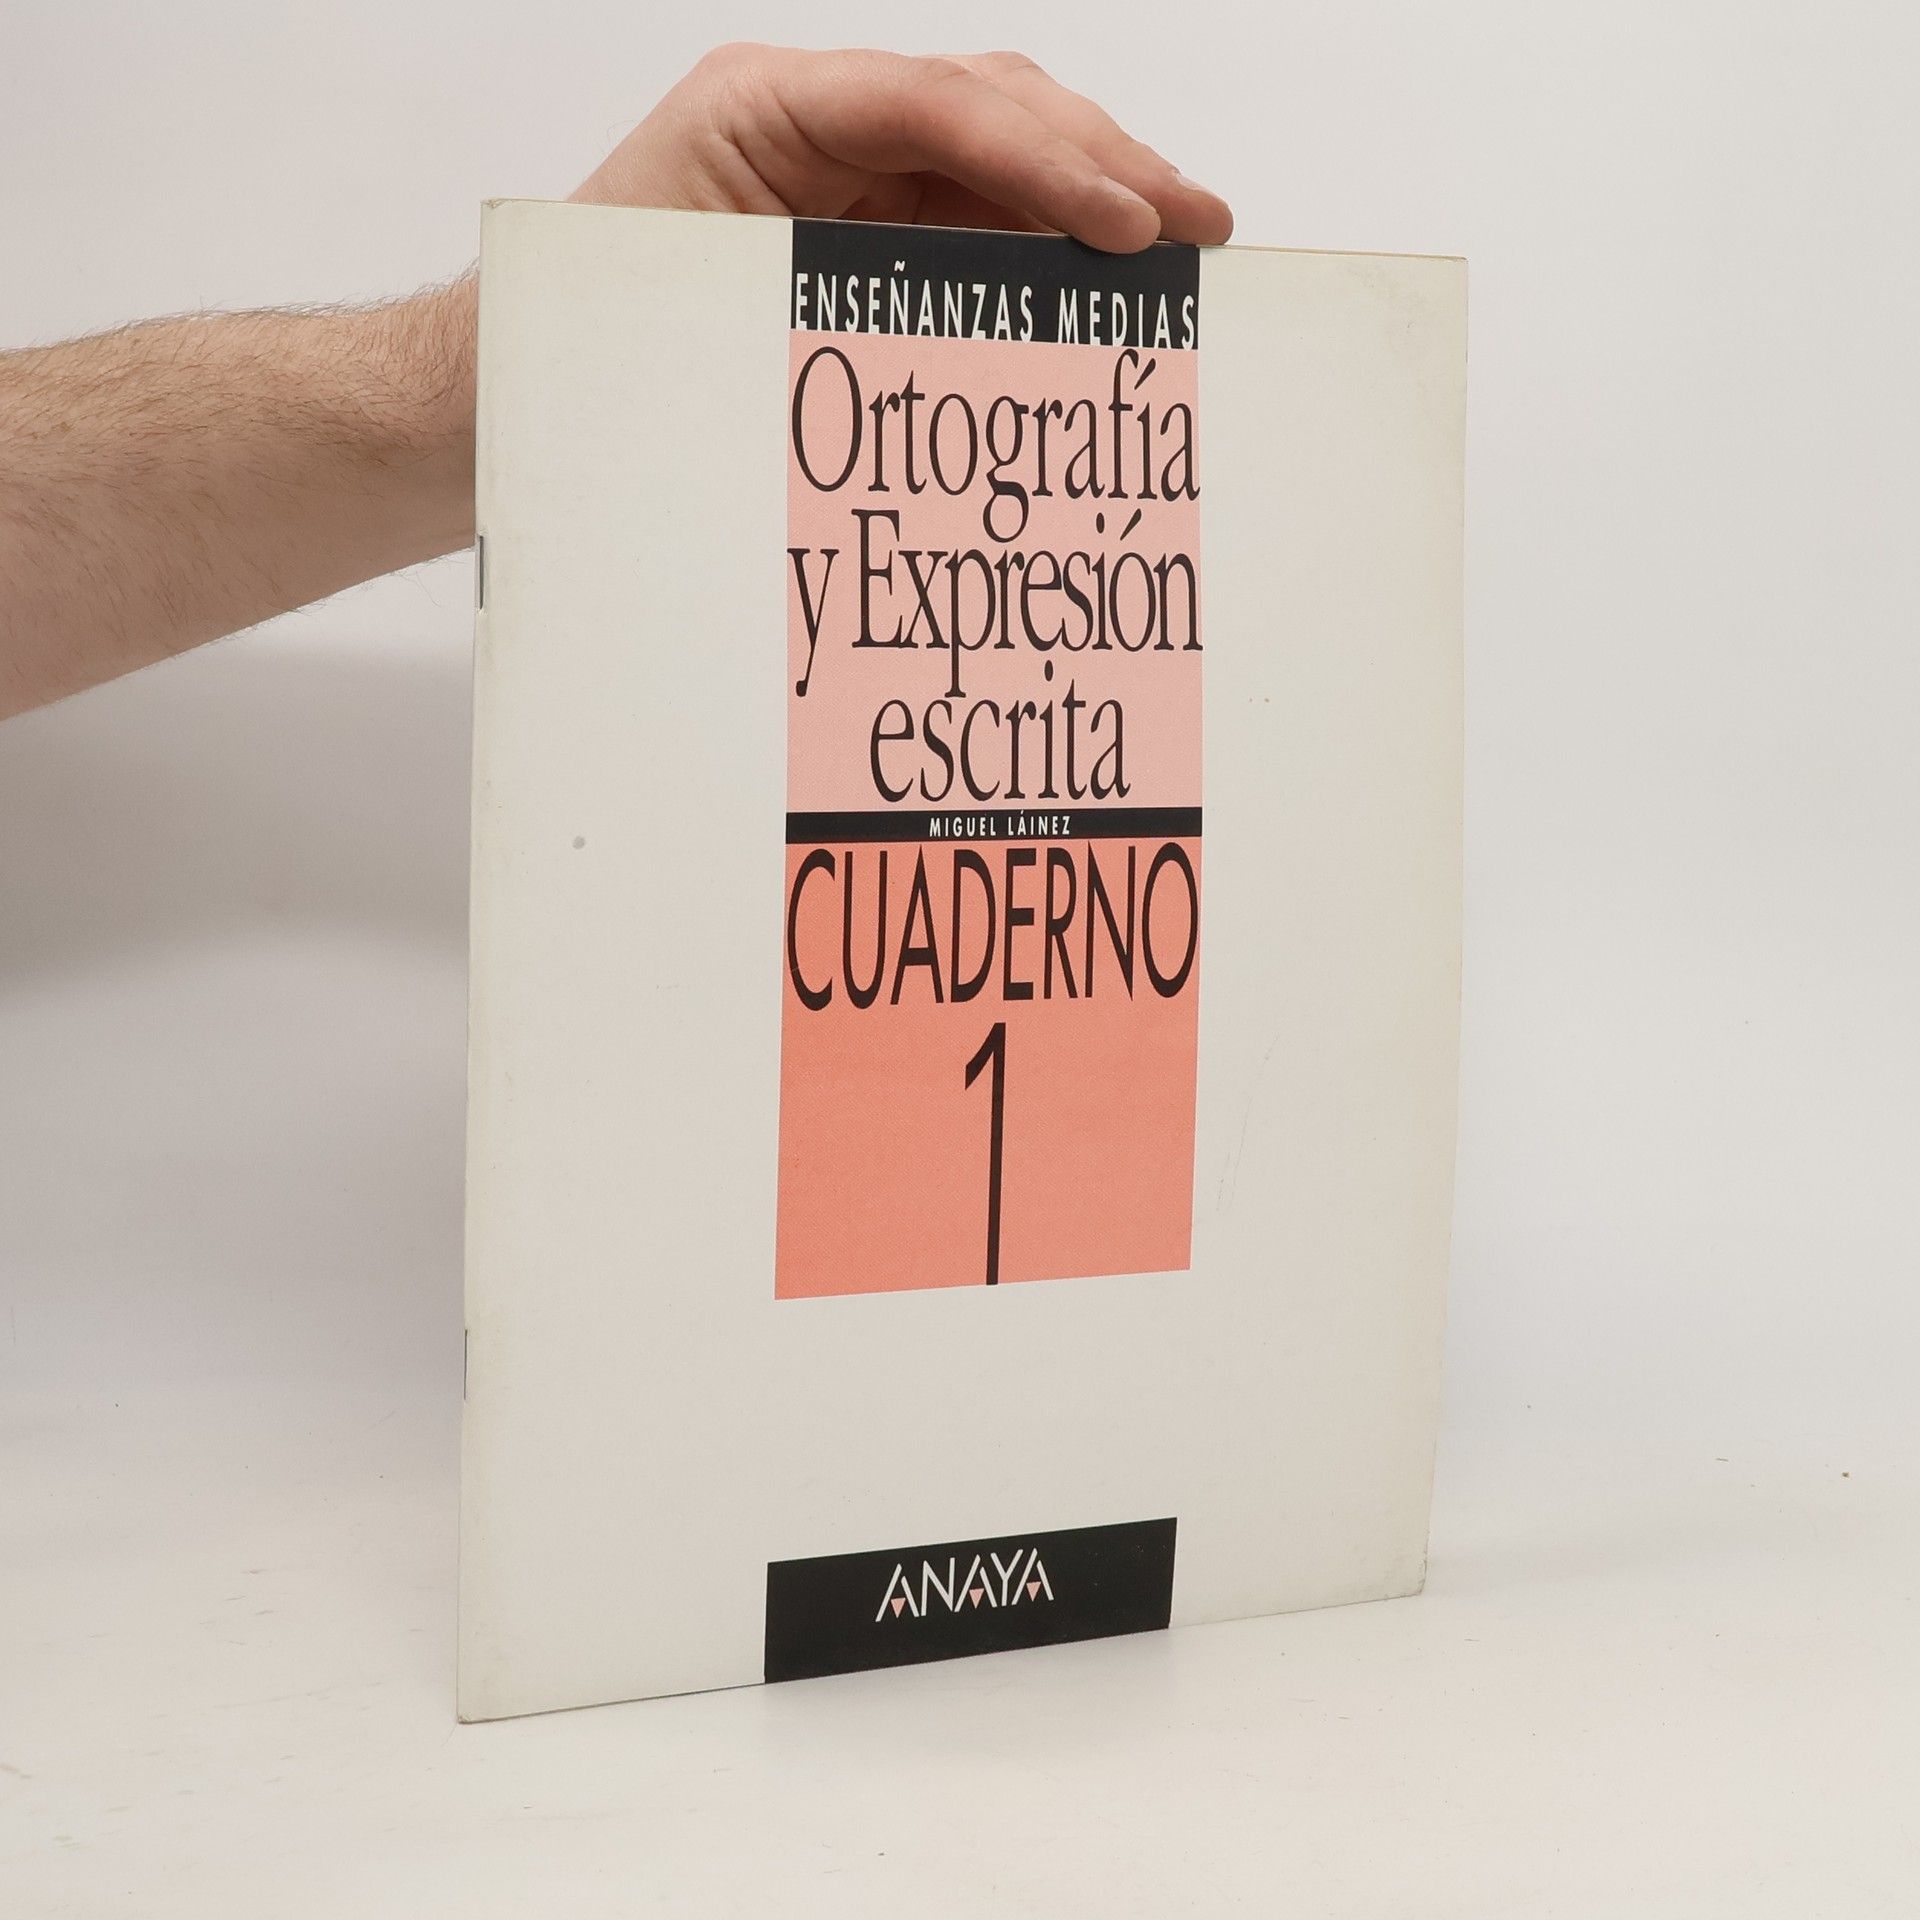 ENSEÑANZAS MEDIAS
Ortografía
y Expresión
escrita
MIGUEL LÁINEZ
CUADERNO
1
ANAYA